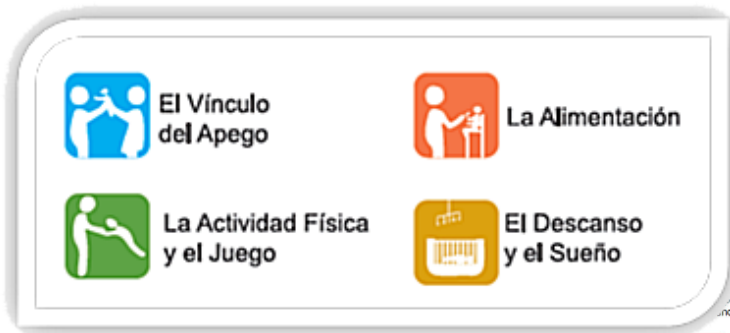 El Vínculo
del Apego
La Alimentación
La Actividad Física
y el Juego
El Descanso
y el Sueño